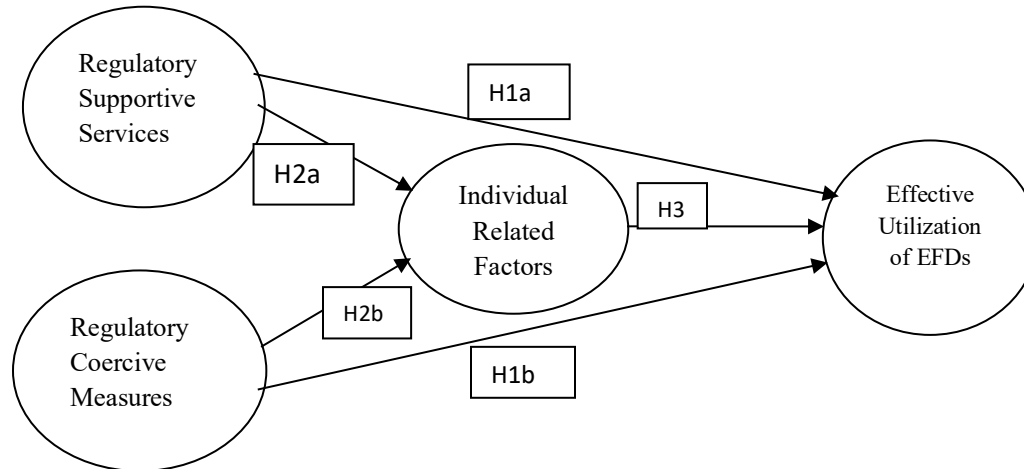 Regulatory
Supportive
Services
H1a
H2a
Individual
Related
Factors
H3
Effective
Utilization
of EFDs
Regulatory
Coercive
Measures
H2b
H1b